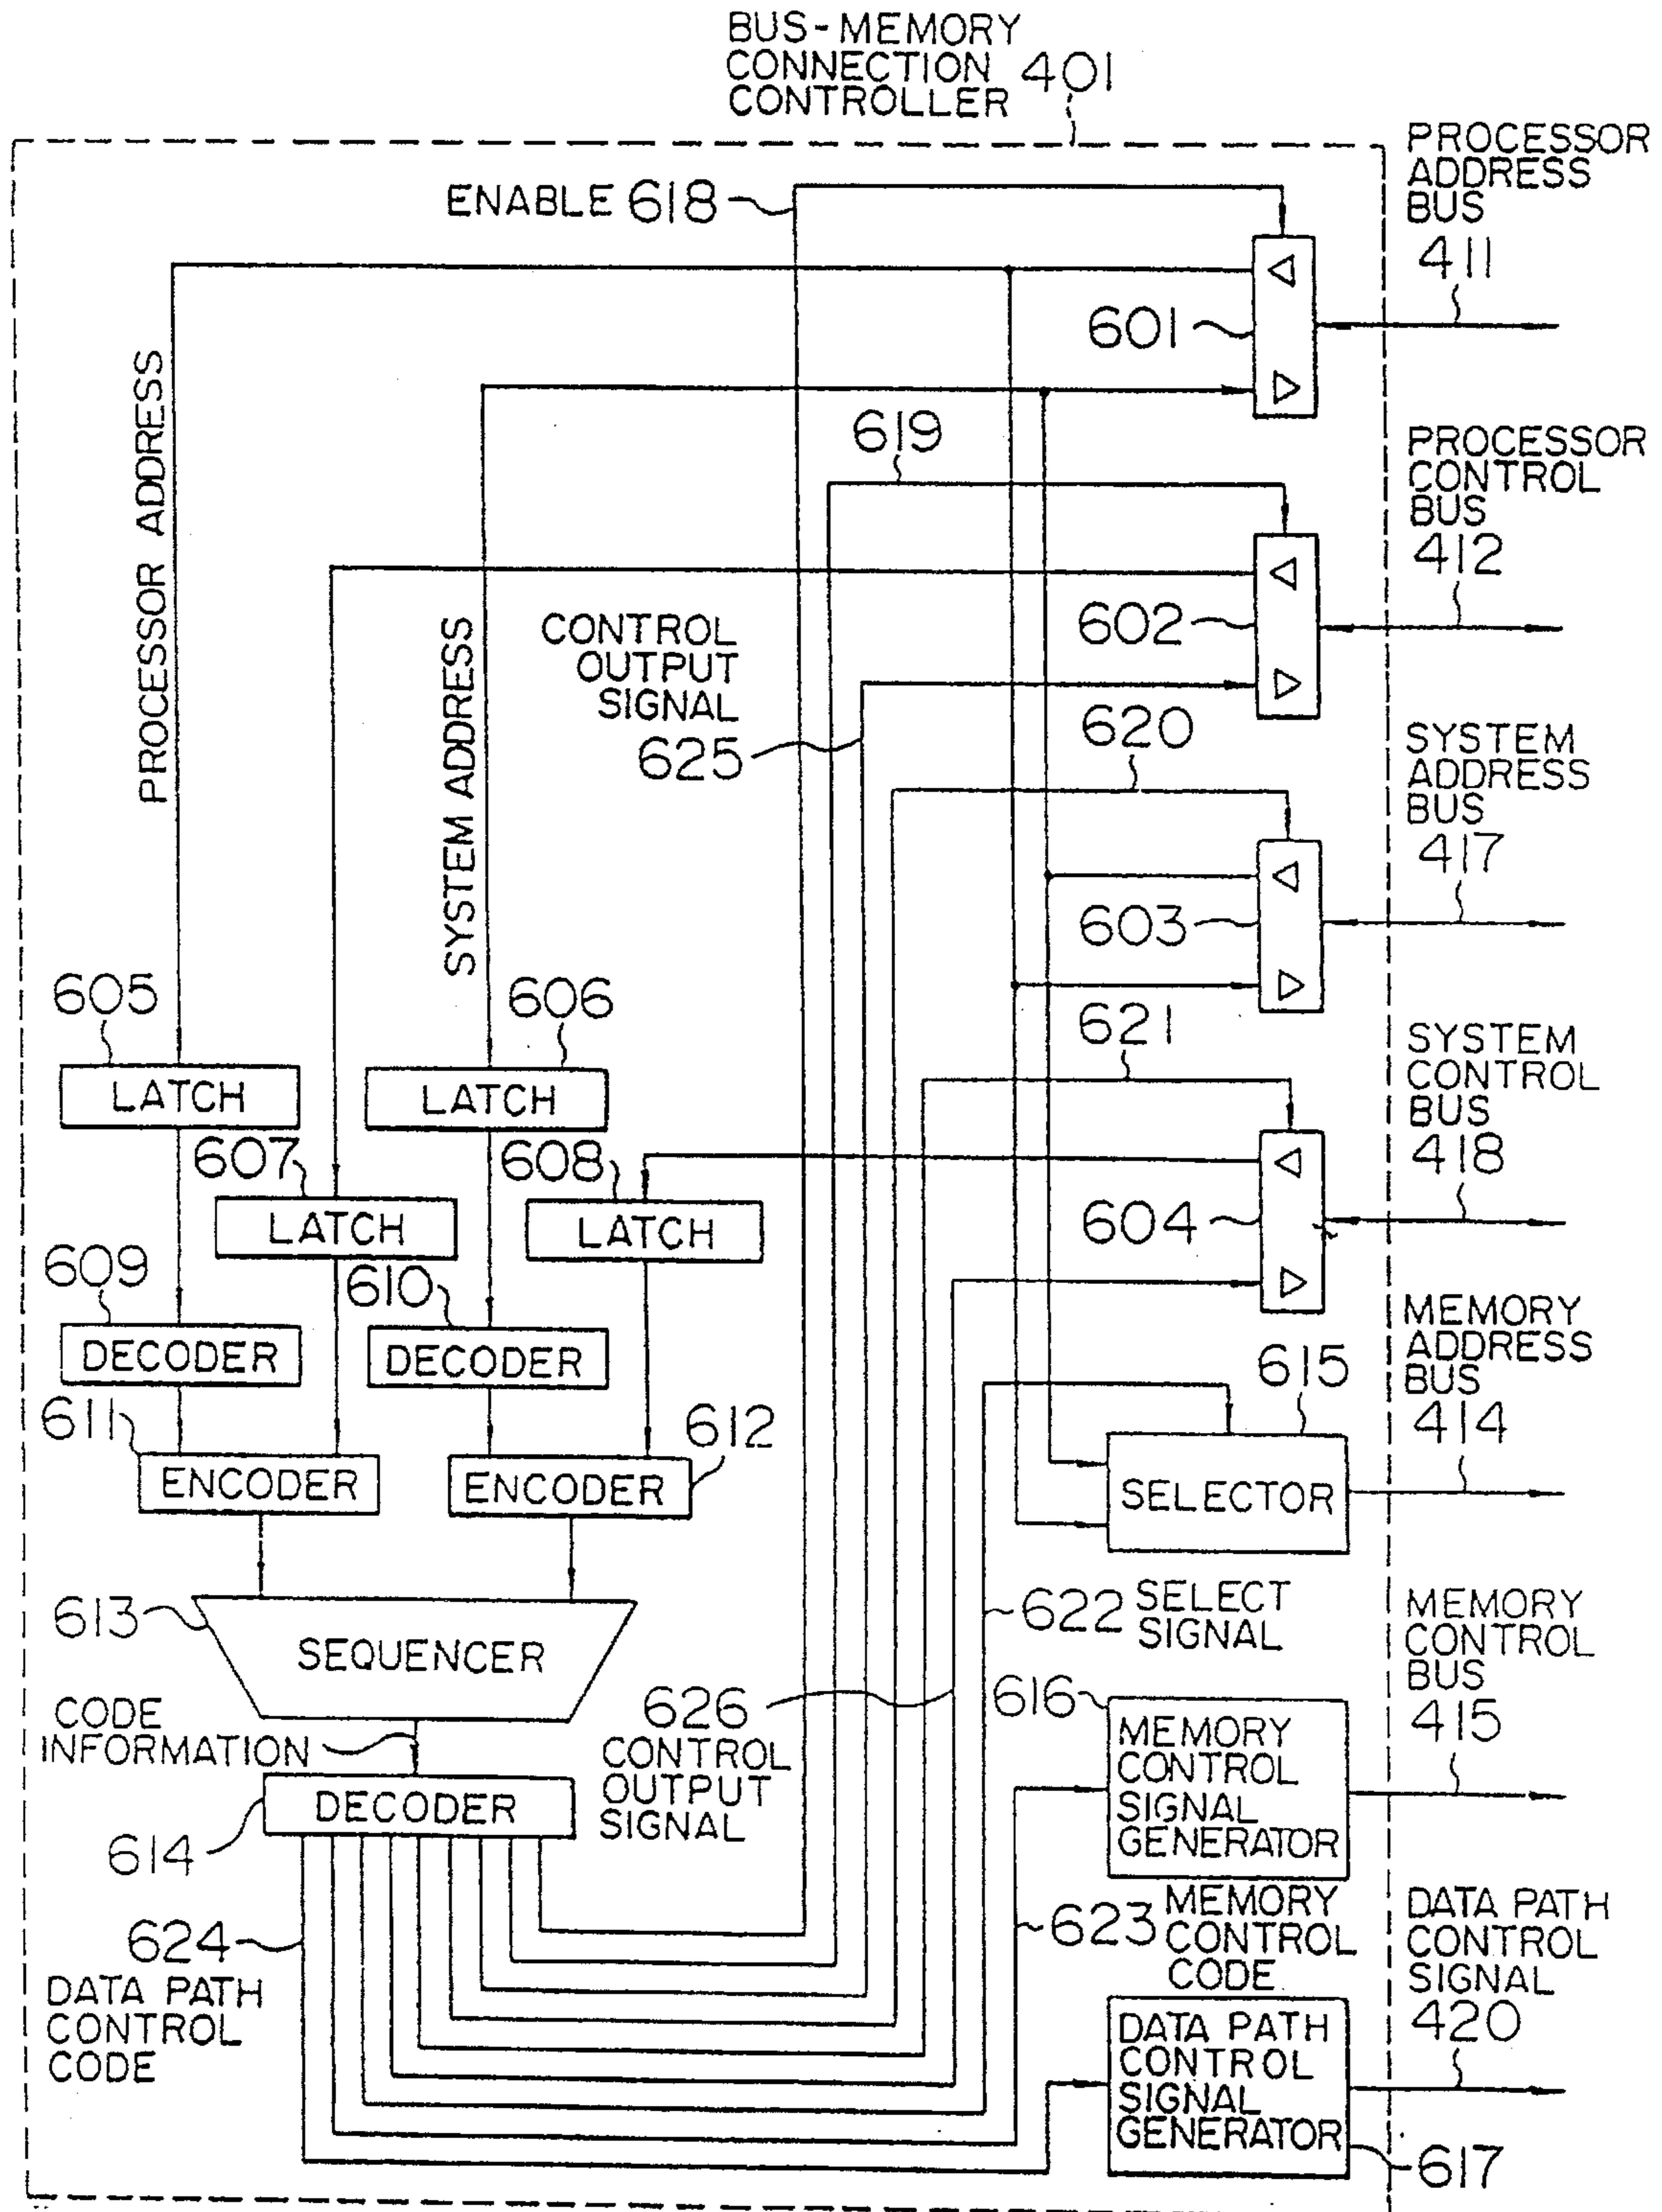 BUS-MEMORY
CONNECTION 401
CONTROLLER
PROCESSOR
ADDRESS
BUS
411
ENABLE 618
601
PROCESSOR ADDRESS
619
PROCESSOR
CONTROL
BUS
412
602
SYSTEM ADDRESS
CONTROL
OUTPUT
SIGNAL
625
620
SYSTEM
ADDRESS
BUS
417
603
605
606
621
SYSTEM
CONTROL
BUS
418
LATCH
LATCH
607
608
604
LATCH
LATCH
609
610
MEMORY
ADDRESS
BUS
414
DECODER
DECODER
615
611
612
ENCODER
ENCODER
SELECTOR
613
SEQUENCER
622 SELECT
SIGNAL
MEMORY
CONTROL
BUS
415
CODE
INFORMATION
626
CONTROL
OUTPUT
SIGNAL
616
MEMORY
CONTROL
SIGNAL
GENERATOR
DECODER
614
624
DATA PATH
CONTROL
CODE
623 MEMORY
CONTROL
CODE
DATA PATH
CONTROL
SIGNAL
420
DATA PATH
CONTROL
SIGNAL
GENERATOR
617